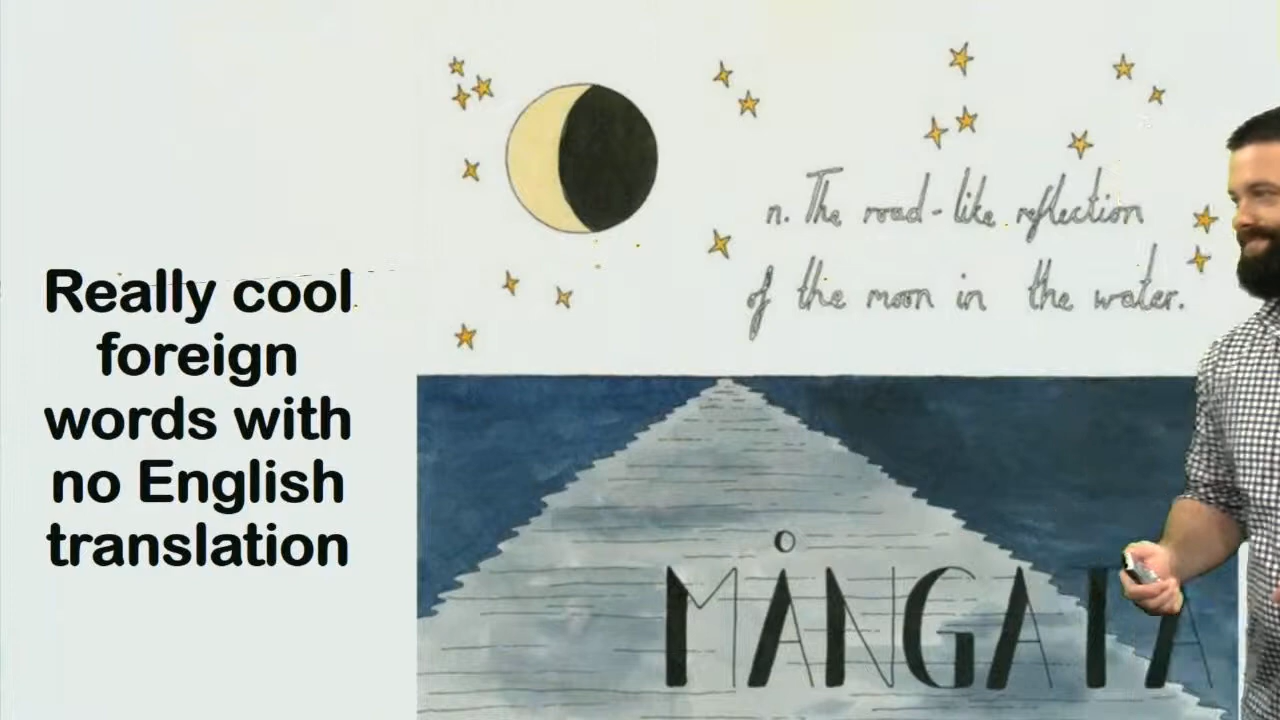 Really cool
foreign
words with
no English
translation
n. The road-like reflection
of the moon in the water.
MÅNGATA